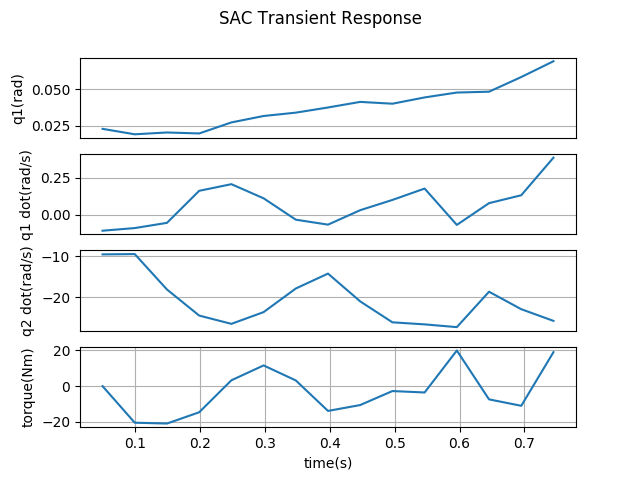 SAC Transient Response
q1(rad)
0.050
0.025
q1 dot(rad/s)
0.25
0.00
q2 dot(rad/s)
−10
−20
torque(Nm)
20
0
−20
0.1 0.2 0.3 0.4 0.5 0.6 0.7
time(s)